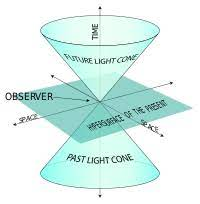 TIME
FUTURE LIGHT CONE
OBSERVER
SPACE
SPACE
HYPERSURFACE OF THE PRESENT
PAST LIGHT CONE